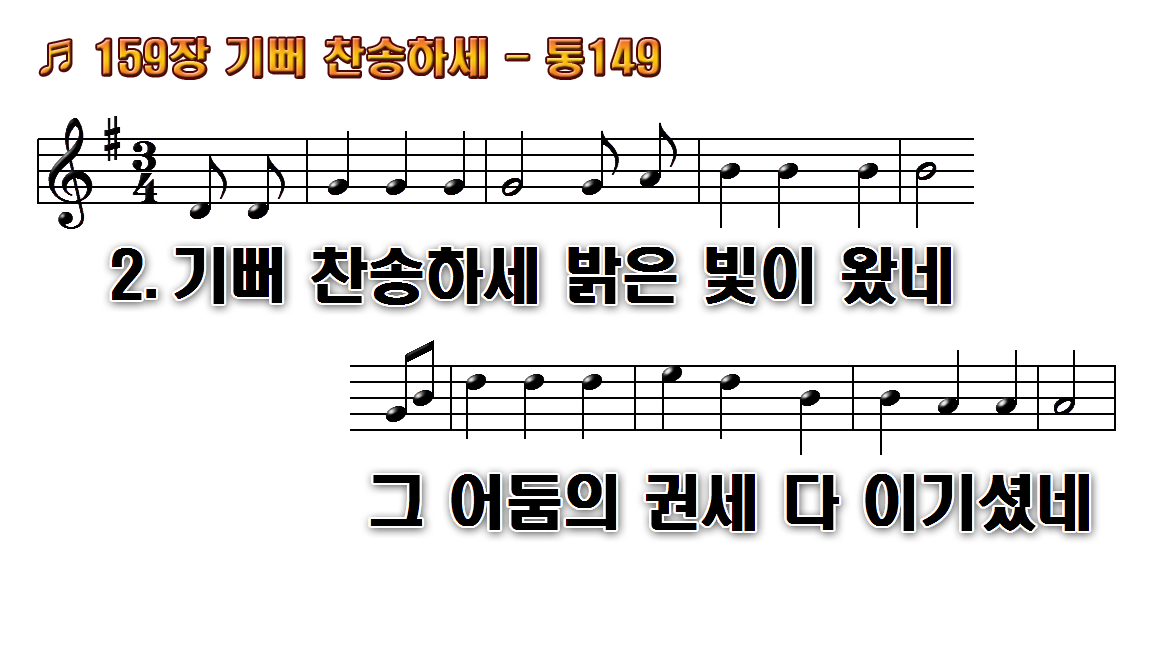 ♬ 159장 기뻐 찬송하세 - 통149
3
4
2. 기뻐 찬송하세 밝은 빛이 왔네
그 어둠의 권세 다 이기셨네